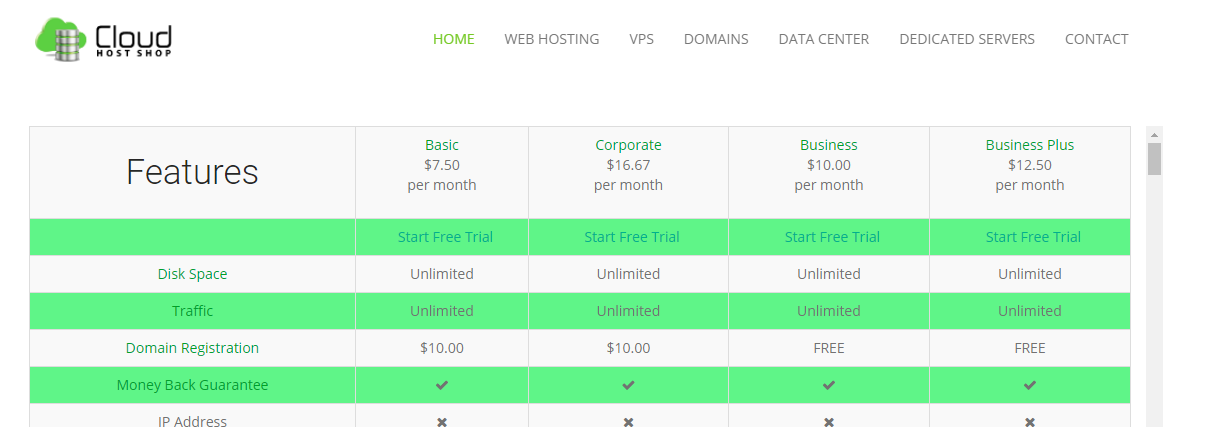 Cloud
HOST SHOP
HOME WEB HOSTING VPS DOMAINS DATA CENTER DEDICATED SERVERS CONTACT
Features
Basic
$7.50
per month
Corporate
$16.67
per month
Business
$10.00
per month
Business Plus
$12.50
per month
Start Free Trial Start Free Trial Start Free Trial Start Free Trial
Disk Space Unlimited Unlimited Unlimited Unlimited
Traffic Unlimited Unlimited Unlimited Unlimited
Domain Registration $10.00 $10.00 FREE FREE
Money Back Guarantee
IP Address